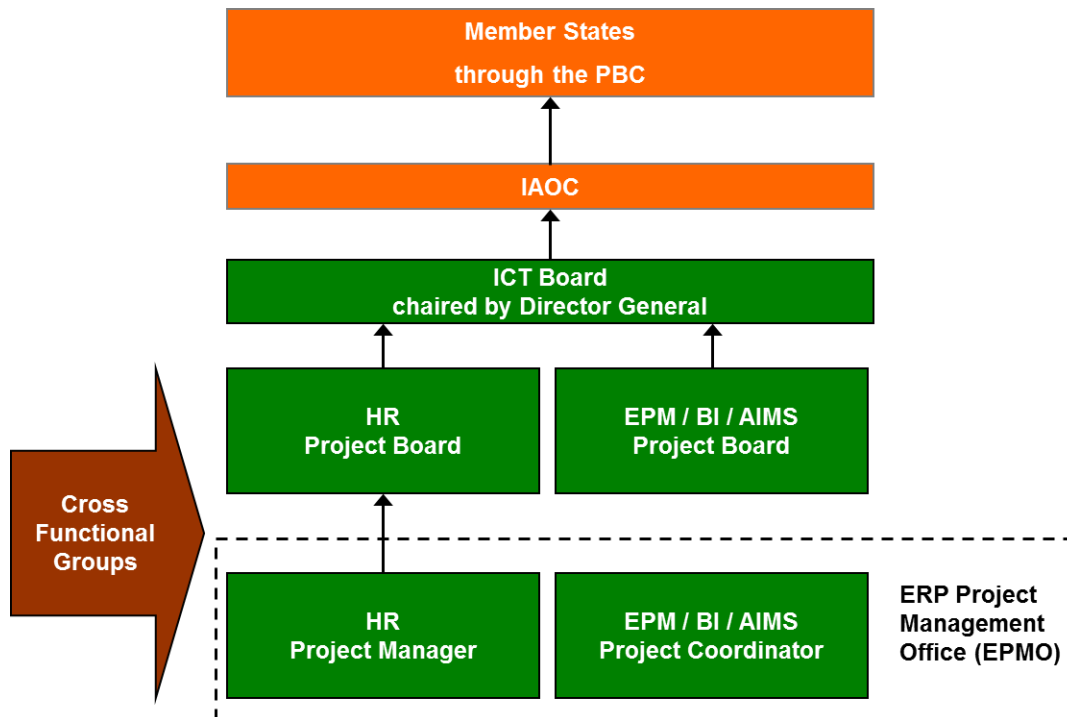 Member States
through the PBC
IAOC
ICT Board
chaired by Director General
HR
Project Board
EPM / BI / AIMS
Project Board
Cross
Functional
Groups
HR
Project Manager
EPM / BI / AIMS
Project Coordinator
ERP Project
Management
Office (EPMO)